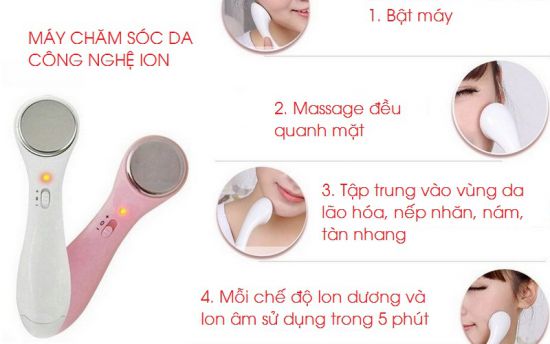 MÁY CHĂM SÓC DA
CÔNG NGHỆ ION
1. Bật máy
2. Massage đều
quanh mặt
3. Tập trung vào vùng da
lão hóa, nếp nhăn, nám,
tàn nhang
4. Mỗi chế độ Ion dương và
Ion âm sử dụng trong 5 phút